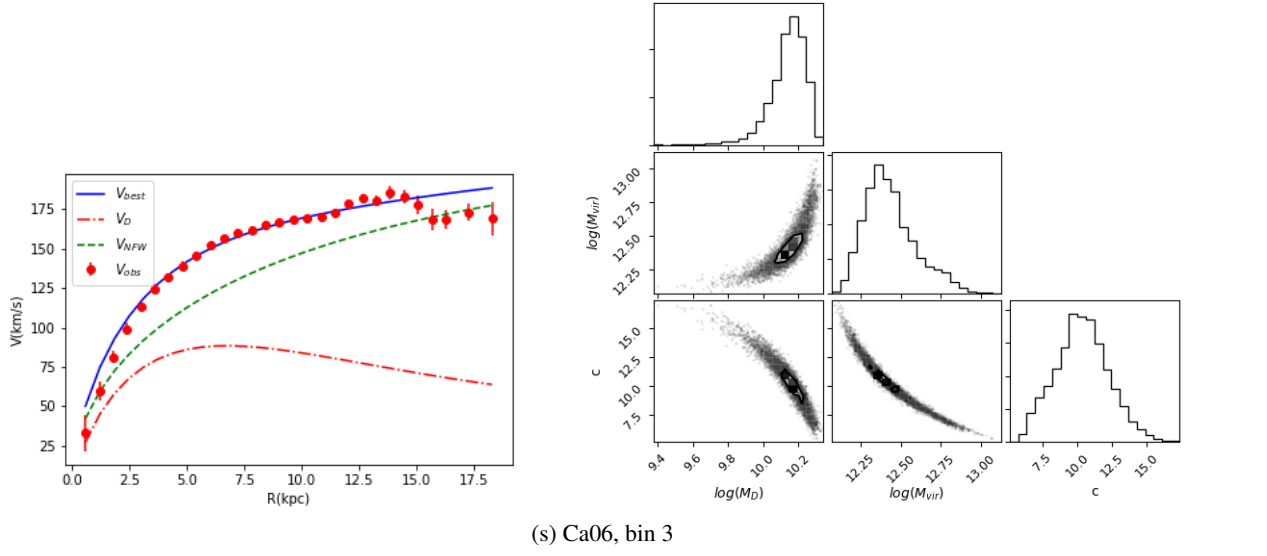 V_best
V_D
V_NFW
V_obs
V(km/s)
175
150
125
100
75
50
25
0.0 2.5 5.0 7.5 10.0 12.5 15.0 17.5
R(kpc)
log(M_vir)
13.00
12.75
12.50
12.25
c
15.0
12.5
10.0
7.5
9.4 9.6 9.8 10.0 10.2
log(M_D)
12.25 12.50 12.75 13.00
log(M_vir)
7.5 10.0 15.0
c
(s) Ca06, bin 3